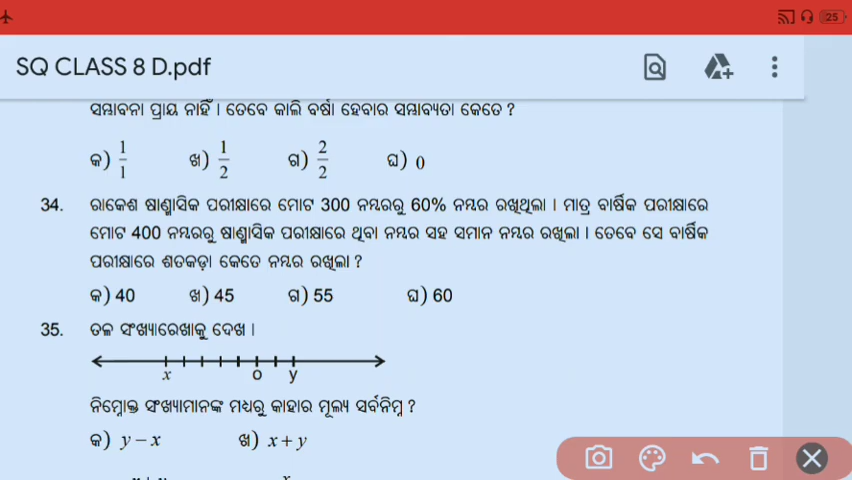 25
SQ CLASS 8 D.pdf
ସମ୍ଭାବନା ପ୍ରାୟ ନାହିଁ । ତେବେ କାଲି ବର୍ଷା ହେବାର ସମ୍ଭାବ୍ୟତା କେତେ ?
କ) 1/1 ଖ) 1/2 ଗ) 2/2 ଘ) 0
34. ରାକେଶ ଷାଣ୍ମାସିକ ପରୀକ୍ଷାରେ ମୋଟ 300 ନମ୍ବରରୁ 60% ନମ୍ବର ରଖିଥିଲା । ମାତ୍ର ବାର୍ଷିକ ପରୀକ୍ଷାରେ
ମୋଟ 400 ନମ୍ବରରୁ ଷାଣ୍ମାସିକ ପରୀକ୍ଷାରେ ଥିବା ନମ୍ବର ସହ ସମାନ ନମ୍ବର ରଖିଲା । ତେବେ ସେ ବାର୍ଷିକ
ପରୀକ୍ଷାରେ ଶତକଡ଼ା କେତେ ନମ୍ବର ରଖିଲା ?
କ) 40 ଖ) 45 ଗ) 55 ଘ) 60
35. ତଳ ସଂଖ୍ୟାରେଖାକୁ ଦେଖ ।
x o y
ନିମ୍ନୋକ୍ତ ସଂଖ୍ୟାମାନଙ୍କ ମଧ୍ୟରୁ କାହାର ମୂଲ୍ୟ ସର୍ବନିମ୍ନ ?
କ) y – x ଖ) x + y